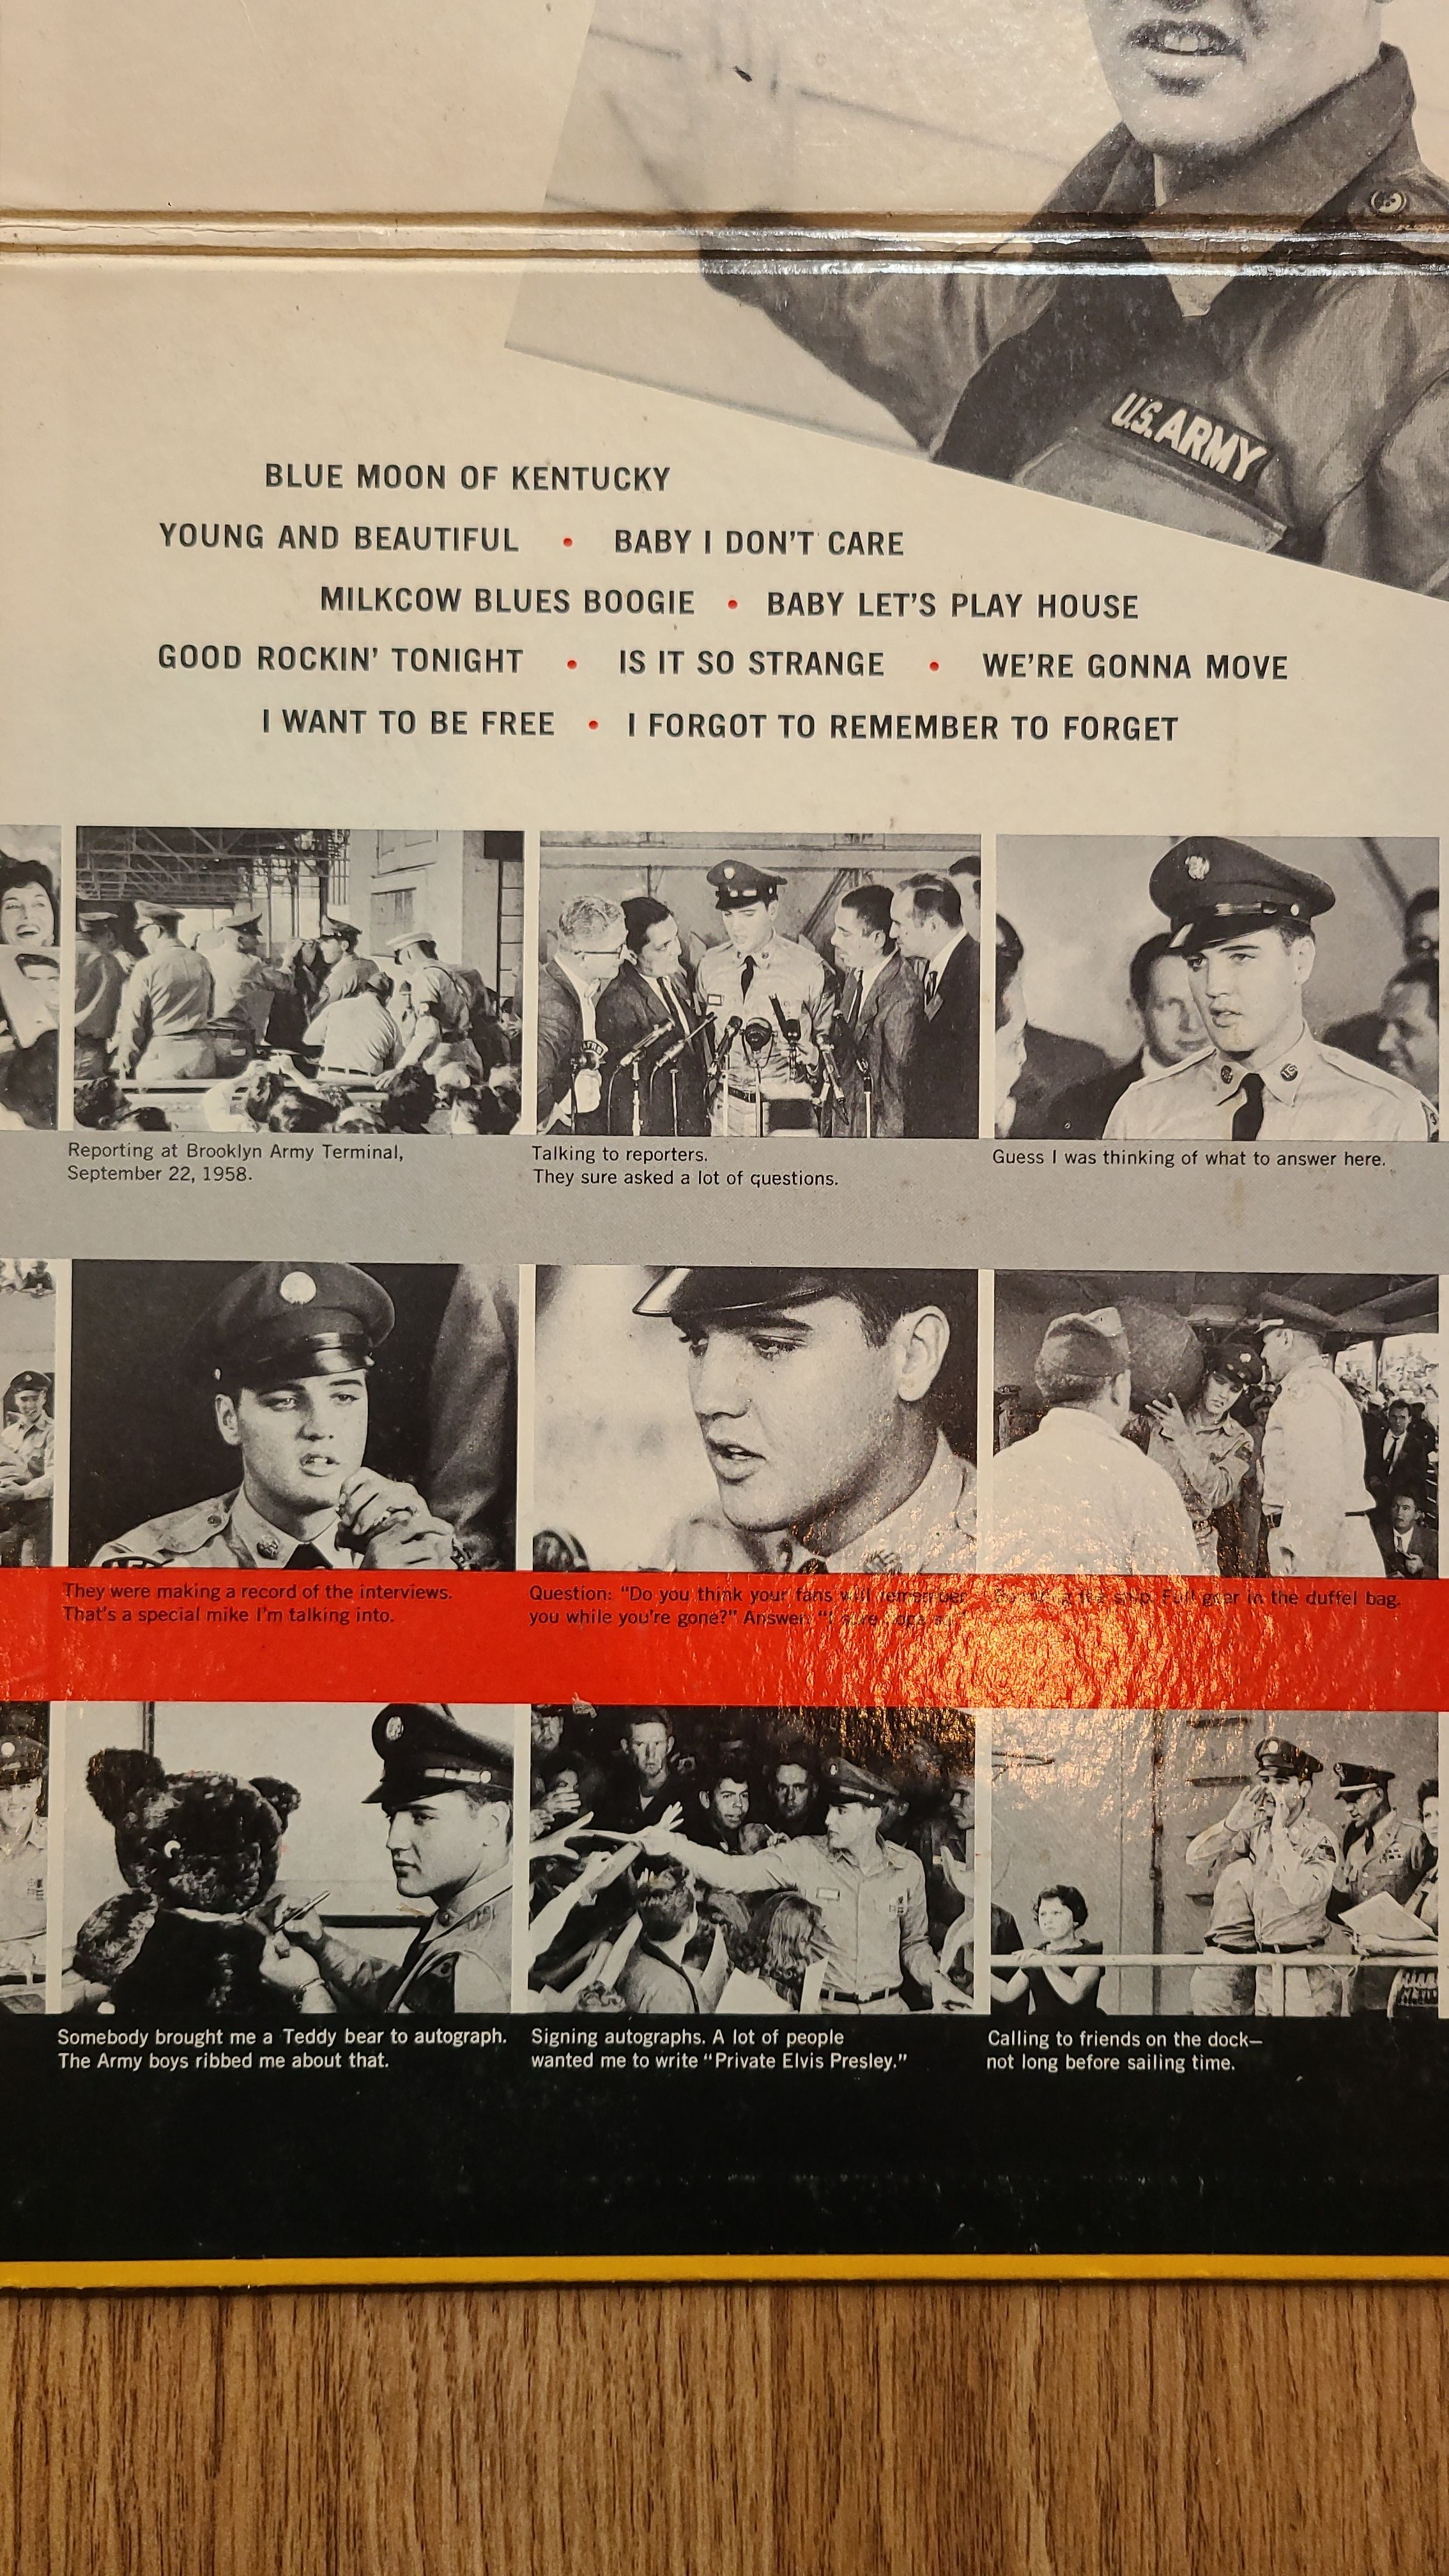 U.S. ARMY
BLUE MOON OF KENTUCKY
YOUNG AND BEAUTIFUL • BABY I DON'T CARE
MILKCOW BLUES BOOGIE • BABY LET'S PLAY HOUSE
GOOD ROCKIN' TONIGHT • IS IT SO STRANGE • WE'RE GONNA MOVE
I WANT TO BE FREE • I FORGOT TO REMEMBER TO FORGET
Reporting at Brooklyn Army Terminal,
September 22, 1958.
Talking to reporters.
They sure asked a lot of questions.
Guess I was thinking of what to answer here.
They were making a record of the interviews.
That's a special mike I'm talking into.
Question: "Do you think your fans will remember
you while you're gone?" Answer: "I sure
Full gear in the duffel bag.
Somebody brought me a Teddy bear to autograph.
The Army boys ribbed me about that.
Signing autographs. A lot of people
wanted me to write "Private Elvis Presley."
Calling to friends on the dock—
not long before sailing time.